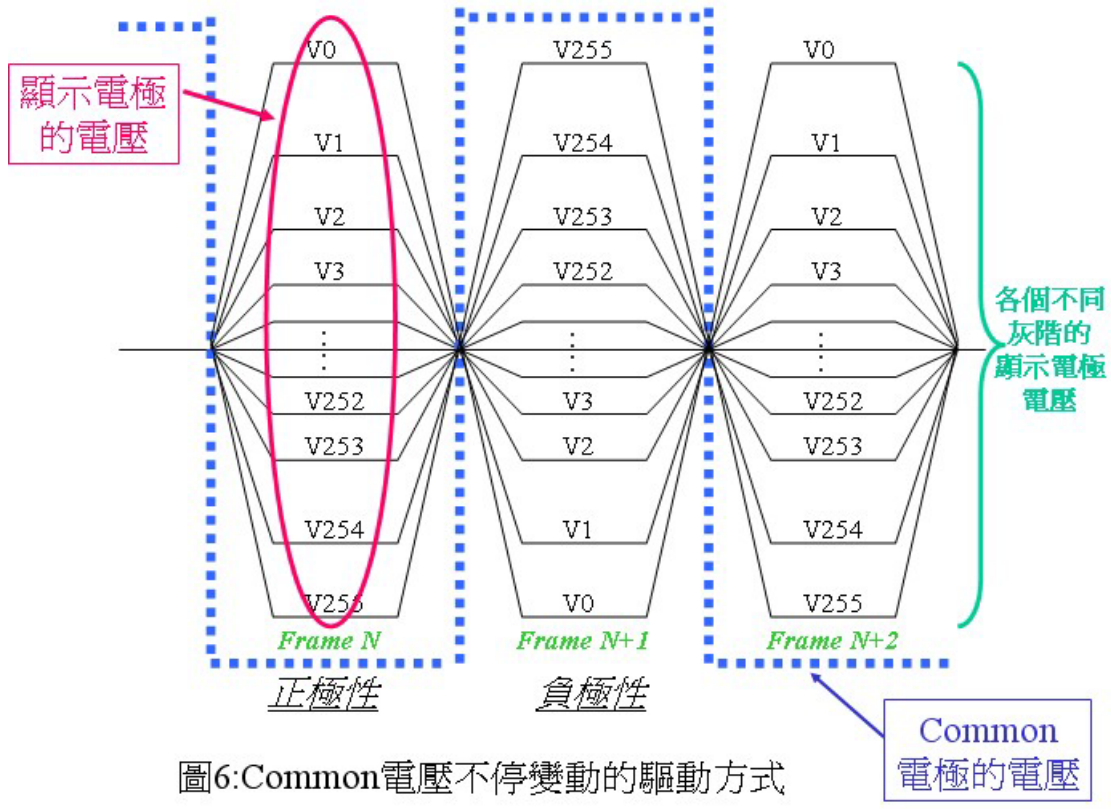 V0
V255
V0
顯示電極
的電壓
V1
V254
V1
V2
V253
V2
V3
V252
V3
各個不同
灰階的
顯示電極
電壓
V252
V3
V252
V253
V2
V253
V254
V1
V254
V255
V0
V255
Frame N
Frame N+1
Frame N+2
正極性
負極性
Common
電極的電壓
圖6:Common電壓不停變動的驅動方式